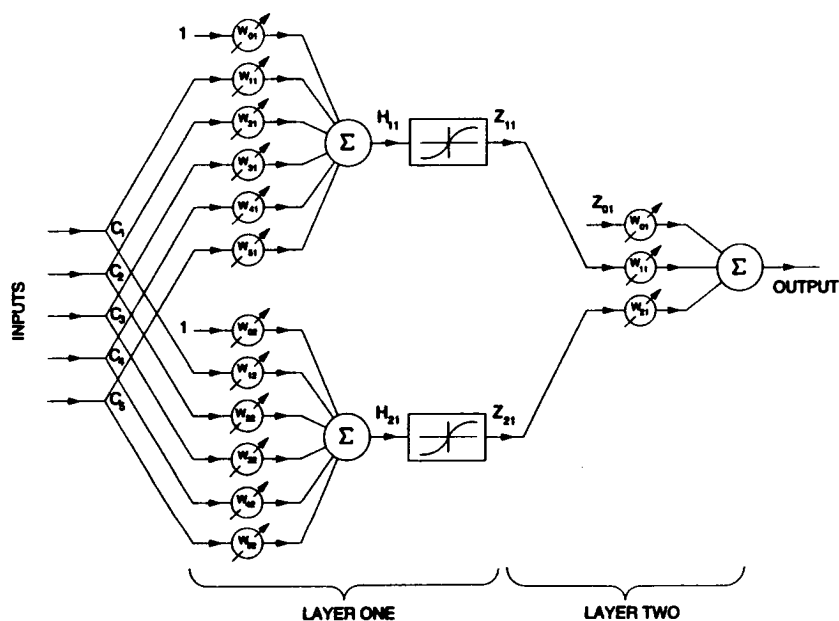 1
W01
W11
W21
W31
W41
W51
Σ
H11
Z11
INPUTS
C1
C2
C3
C4
C5
1
W02
W12
W22
W32
W42
W52
Σ
H21
Z21
Z01
W01
W11
W21
Σ
OUTPUT
LAYER ONE
LAYER TWO